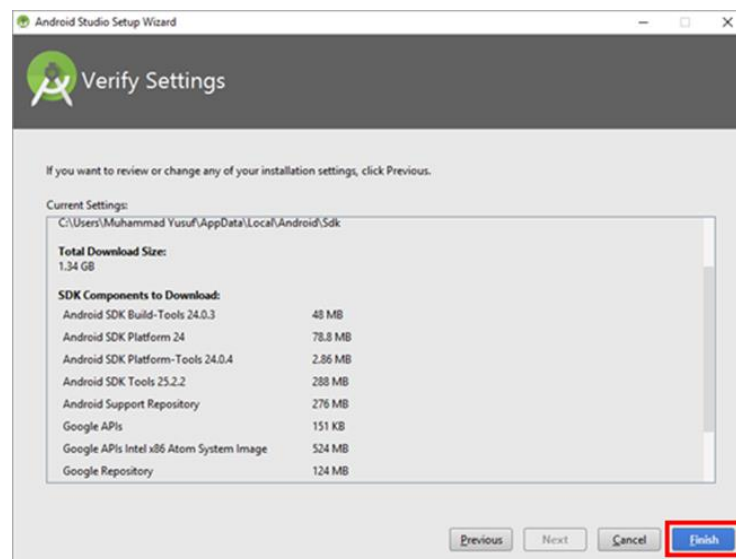 Android Studio Setup Wizard
Verify Settings
If you want to review or change any of your installation settings, click Previous.
Current Settings:
C:\Users\Muhammad Yusuf\AppData\Local\Android\Sdk
Total Download Size:
1.34 GB
SDK Components to Download:
Android SDK Build-Tools 24.0.3 48 MB
Android SDK Platform 24 78.8 MB
Android SDK Platform-Tools 24.0.4 2.86 MB
Android SDK Tools 25.2.2 288 MB
Android Support Repository 276 MB
Google APIs 151 KB
Google APIs Intel x86 Atom System Image 524 MB
Google Repository 124 MB
Previous Next Cancel Finish